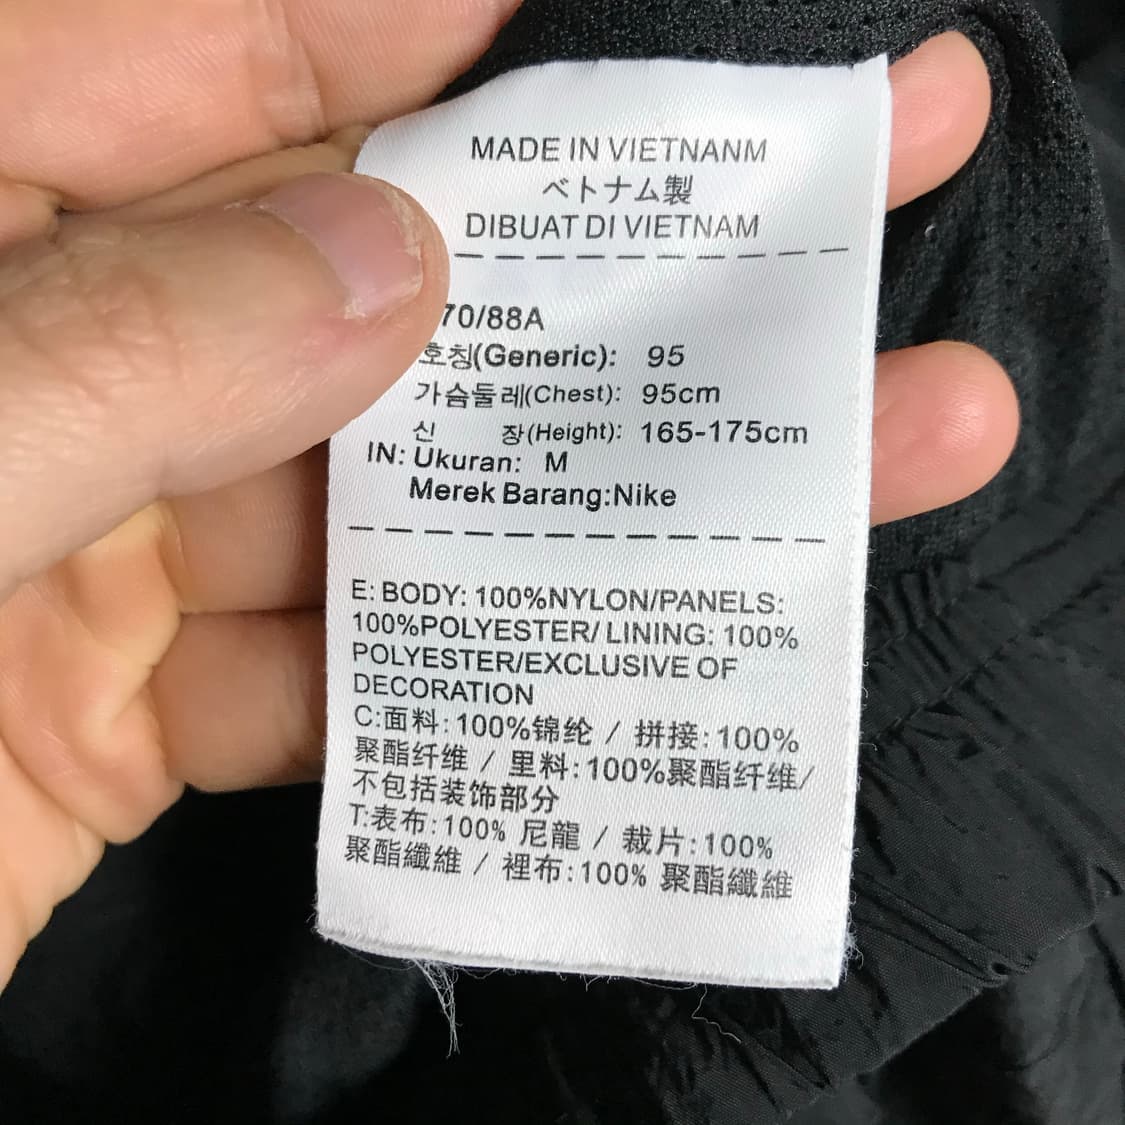 MADE IN VIETNANM
ベトナム製
DIBUAT DI VIETNAM
70/88A
호칭(Generic): 95
가슴둘레(Chest): 95cm
신 장(Height): 165-175cm
IN: Ukuran: M
Merek Barang:Nike
E: BODY: 100%NYLON/PANELS:
100%POLYESTER/ LINING: 100%
POLYESTER/EXCLUSIVE OF
DECORATION
C:面料:100%锦纶 / 拼接:100%
聚酯纤维 / 里料:100%聚酯纤维/
不包括装饰部分
T:表布:100% 尼龍 / 裁片:100%
聚酯纖維 / 裡布:100% 聚酯纖維